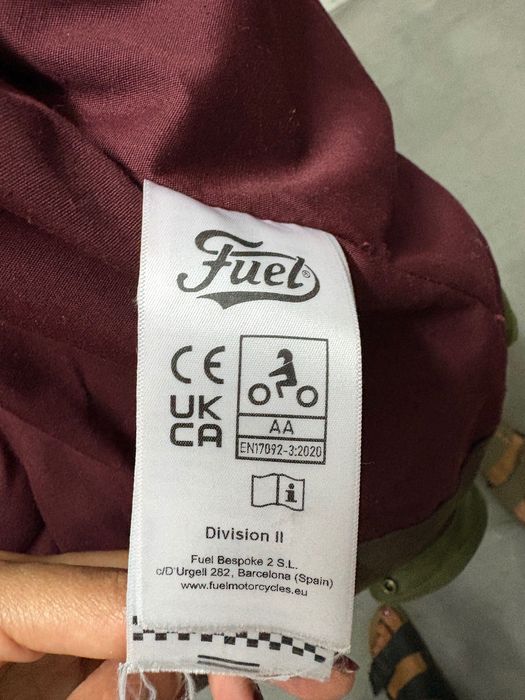 Fuel®
CE
UK
CA
AA
EN17092-3:2020
i
Division II
Fuel Bespoke 2 S.L.
c/D'Urgell 282, Barcelona (Spain)
www.fuelmotorcycles.eu